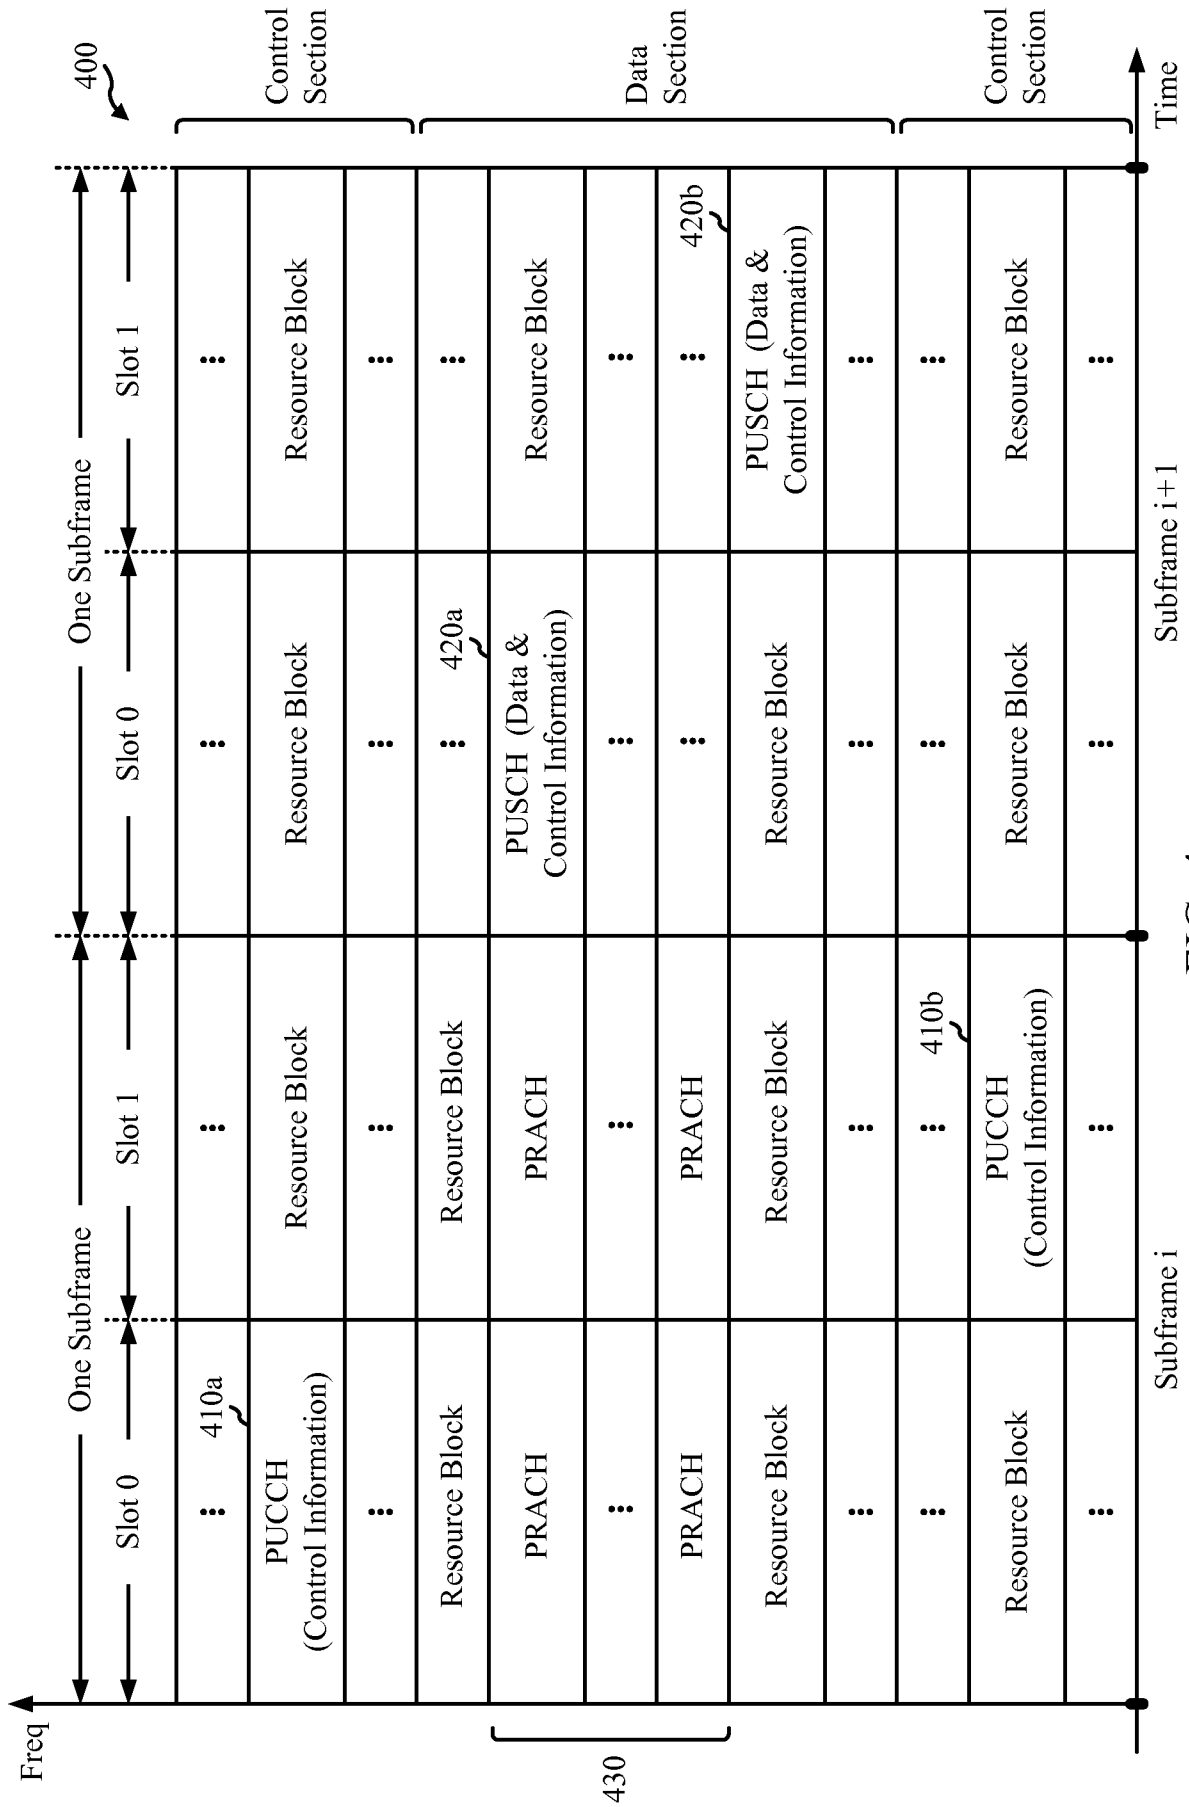 Freq
One Subframe
One Subframe
400
Slot 0
Slot 1
Slot 0
Slot 1
410a
PUCCH
(Control Information)
Resource Block
Resource Block
Resource Block
Control
Section
420a
Resource Block
Resource Block
PRACH
PRACH
PUSCH (Data &
Control Information)
Resource Block
430
Data
Section
PRACH
PRACH
420b
Resource Block
Resource Block
Resource Block
PUSCH (Data &
Control Information)
410b
Resource Block
PUCCH
(Control Information)
Resource Block
Resource Block
Control
Section
Subframe i
Subframe i+1
Time